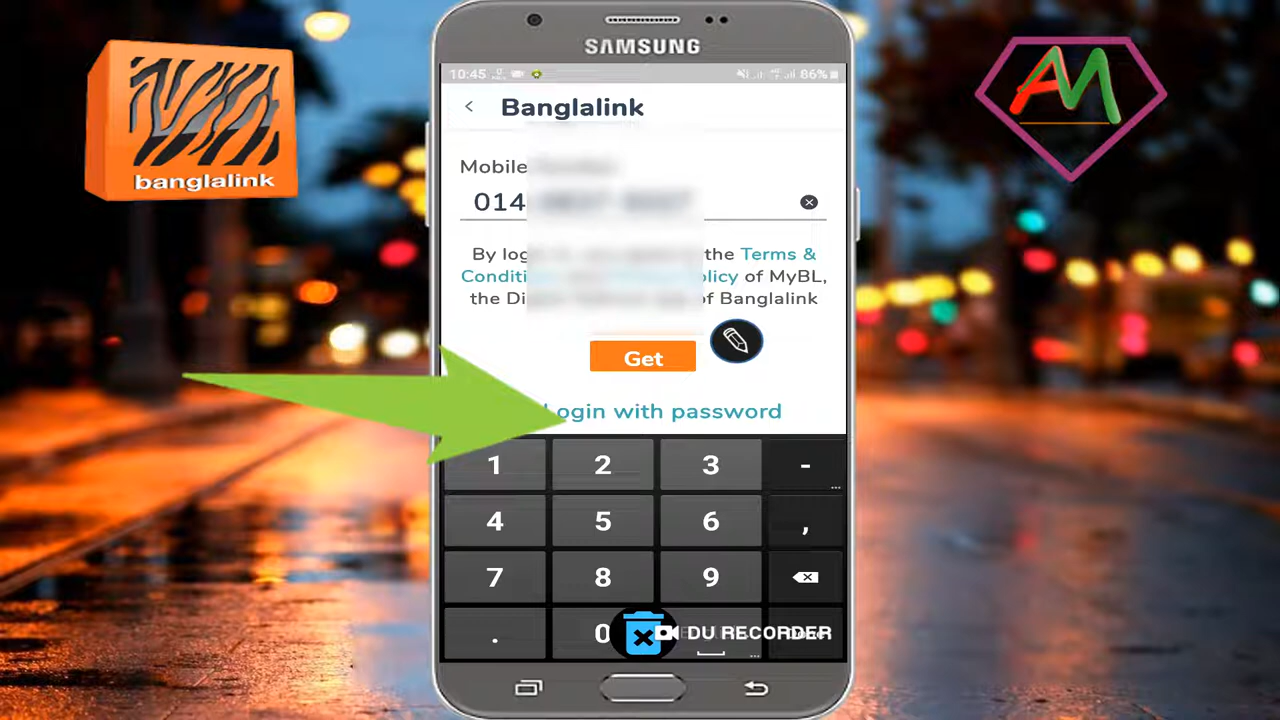 SAMSUNG
10:45
86%
Banglalink
banglalink
AM
Mobile
014
By log the Terms &
Conditi olicy of MyBL,
the Di of Banglalink
Get
Login with password
1 2 3 -
4 5 6 ,
7 8 9
. 0
DU RECORDER